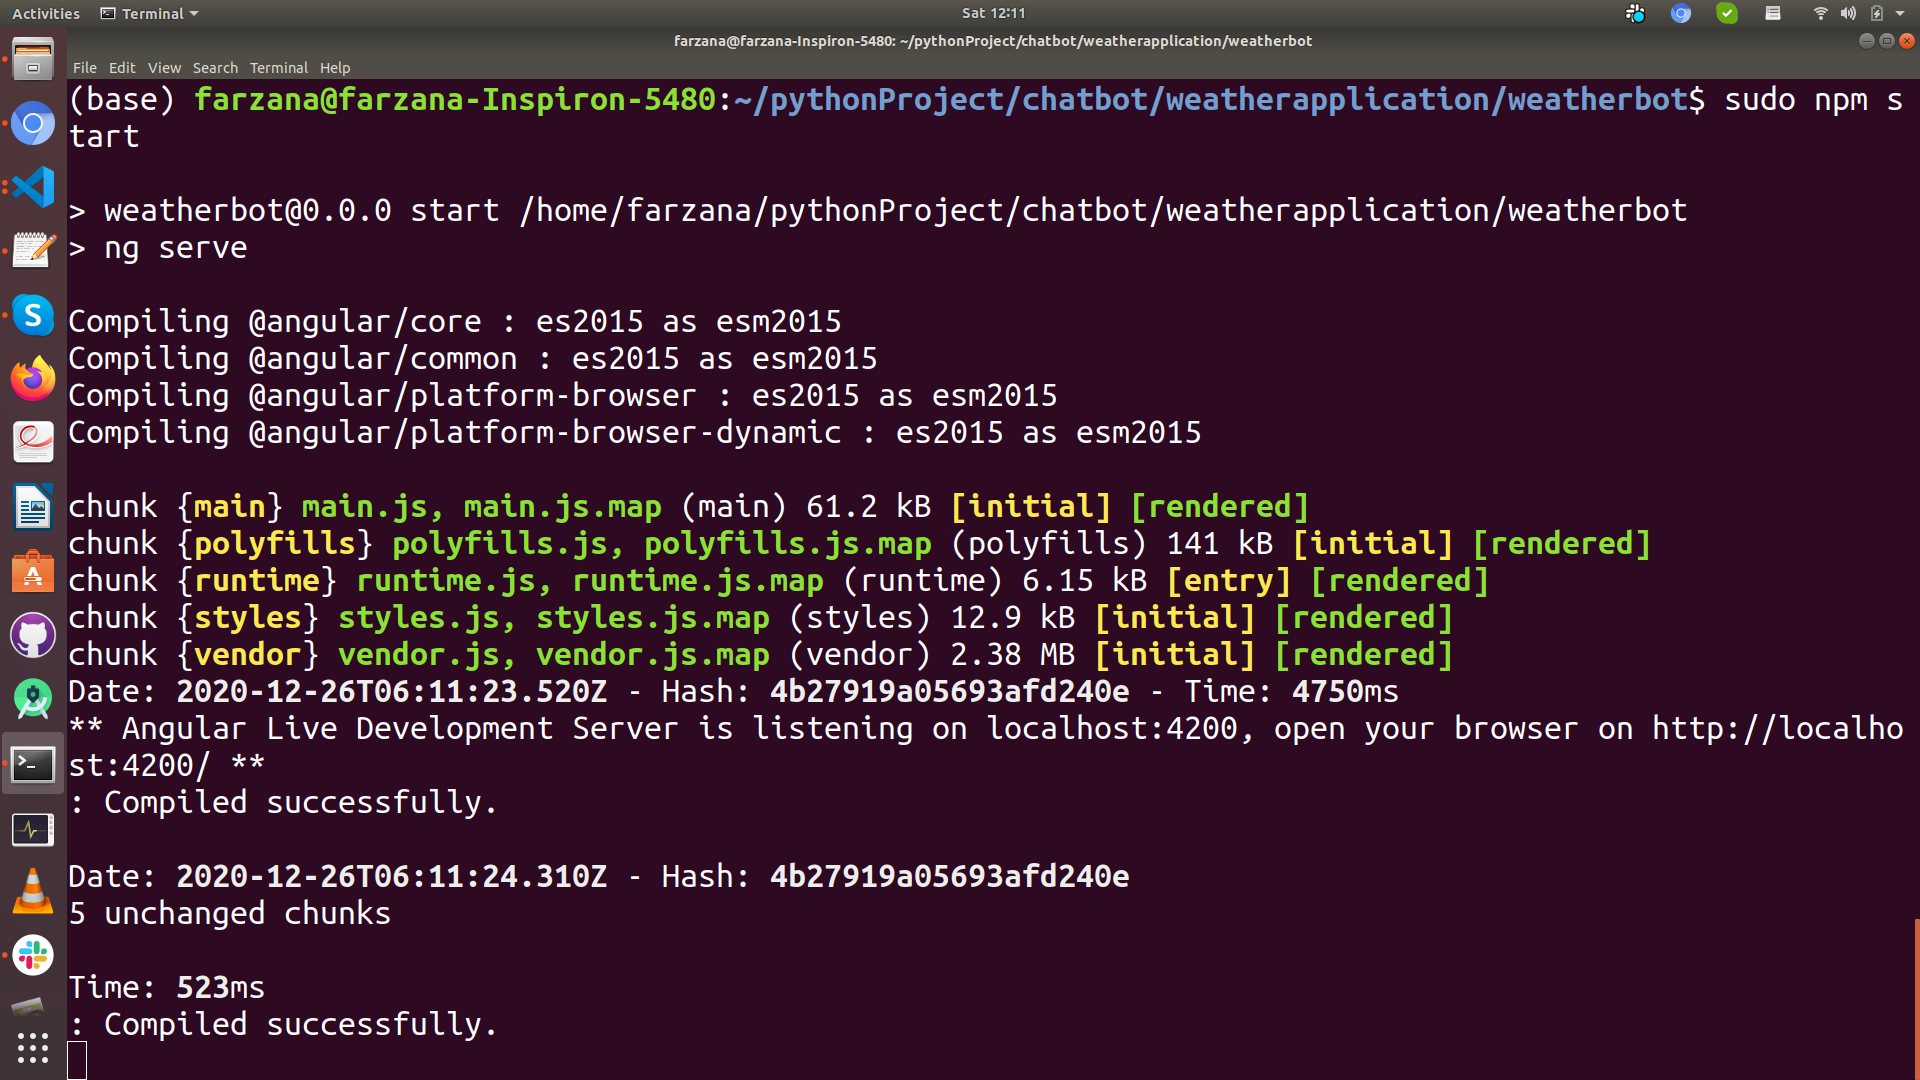 Activities Terminal Sat 12:11
farzana@farzana-Inspiron-5480: ~/pythonProject/chatbot/weatherapplication/weatherbot
File Edit View Search Terminal Help
(base) farzana@farzana-Inspiron-5480:~/pythonProject/chatbot/weatherapplication/weatherbot$ sudo npm s
tart
> weatherbot@0.0.0 start /home/farzana/pythonProject/chatbot/weatherapplication/weatherbot
> ng serve
Compiling @angular/core : es2015 as esm2015
Compiling @angular/common : es2015 as esm2015
Compiling @angular/platform-browser : es2015 as esm2015
Compiling @angular/platform-browser-dynamic : es2015 as esm2015
chunk {main} main.js, main.js.map (main) 61.2 kB [initial] [rendered]
chunk {polyfills} polyfills.js, polyfills.js.map (polyfills) 141 kB [initial] [rendered]
chunk {runtime} runtime.js, runtime.js.map (runtime) 6.15 kB [entry] [rendered]
chunk {styles} styles.js, styles.js.map (styles) 12.9 kB [initial] [rendered]
chunk {vendor} vendor.js, vendor.js.map (vendor) 2.38 MB [initial] [rendered]
Date: 2020-12-26T06:11:23.520Z - Hash: 4b27919a05693afd240e - Time: 4750ms
** Angular Live Development Server is listening on localhost:4200, open your browser on http://localho
st:4200/ **
: Compiled successfully.
Date: 2020-12-26T06:11:24.310Z - Hash: 4b27919a05693afd240e
5 unchanged chunks
Time: 523ms
: Compiled successfully.